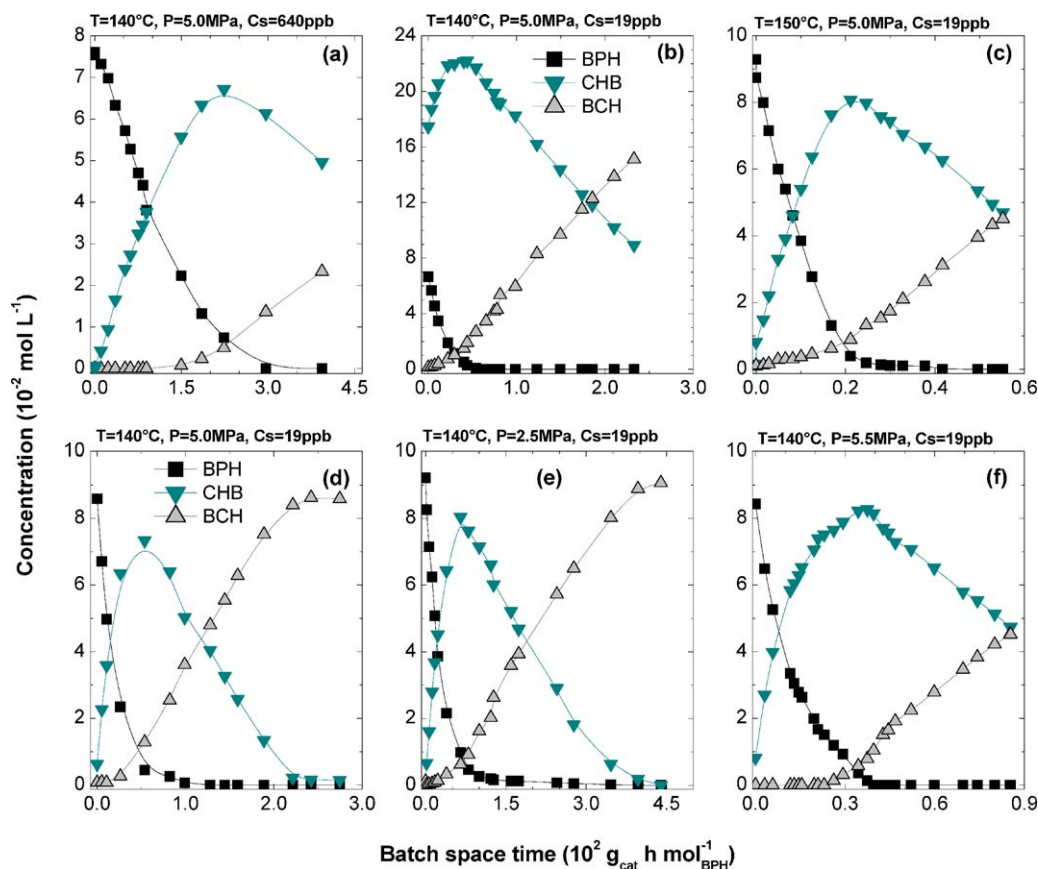 T=140°C, P=5.0MPa, Cs=640ppb
T=140°C, P=5.0MPa, Cs=19ppb
T=150°C, P=5.0MPa, Cs=19ppb
(a)
8
7
6
5
4
3
2
1
0
0.0 1.5 3.0 4.5
(b)
BPH
CHB
BCH
24
20
16
12
8
4
0
0.0 1.0 2.0 3.0
(c)
10
8
6
4
2
0
0.0 0.2 0.4 0.6
T=140°C, P=5.0MPa, Cs=19ppb
T=140°C, P=2.5MPa, Cs=19ppb
T=140°C, P=5.5MPa, Cs=19ppb
(d)
BPH
CHB
BCH
10
8
6
4
2
0
0.0 1.0 2.0 3.0
(e)
10
8
6
4
2
0
0.0 1.5 3.0 4.5
(f)
10
8
6
4
2
0
0.0 0.3 0.6 0.9
Concentration (10⁻² mol L⁻¹)
Batch space time (10² g_cat h mol⁻¹_BPH)